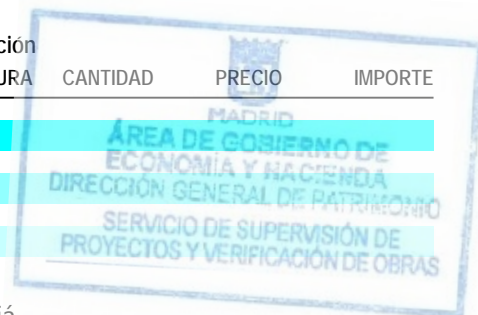 ción
URA CANTIDAD PRECIO IMPORTE
MADRID
ÁREA DE GOBIERNO DE
ECONOMÍA Y HACIENDA
DIRECCIÓN GENERAL DE PATRIMONIO
SERVICIO DE SUPERVISIÓN DE
PROYECTOS Y VERIFICACIÓN DE OBRAS